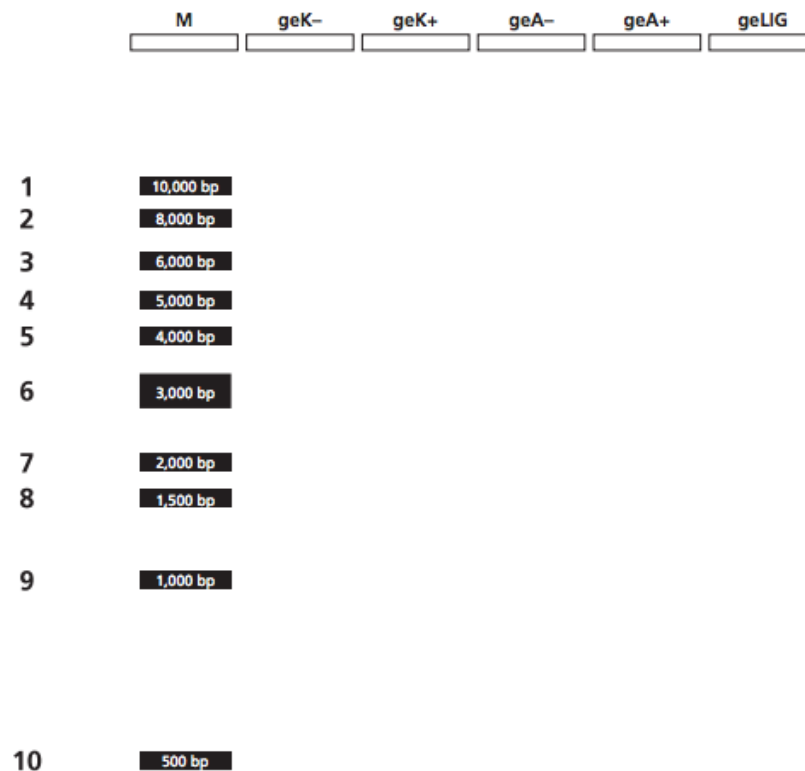 M geK– geK+ geA– geA+ geLIG
1 10,000 bp
2 8,000 bp
3 6,000 bp
4 5,000 bp
5 4,000 bp
6 3,000 bp
7 2,000 bp
8 1,500 bp
9 1,000 bp
10 500 bp